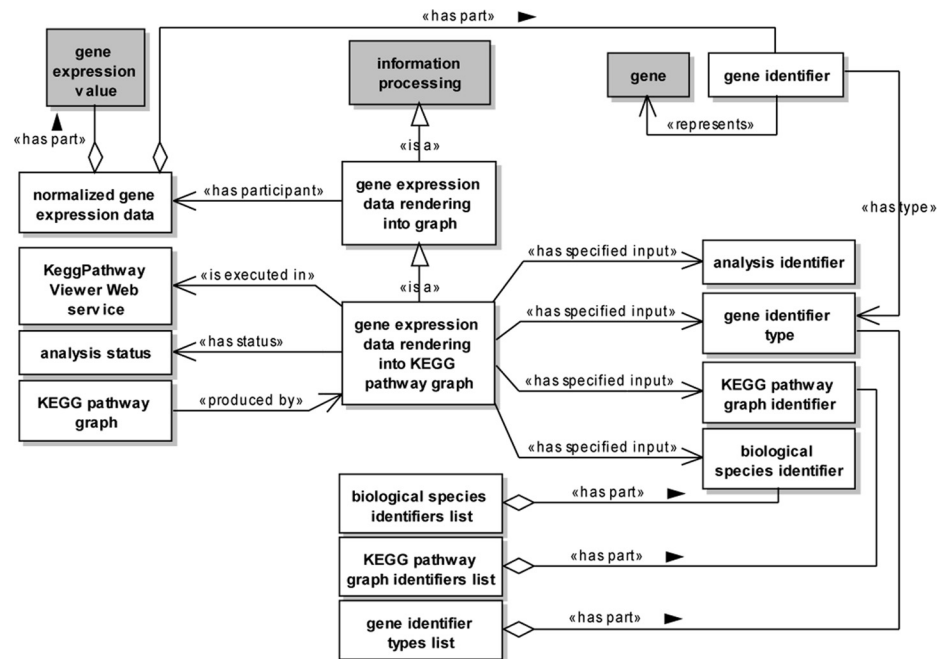 «has part»
gene
expression
value
information
processing
gene
gene identifier
«has part»
«represents»
«is a»
normalized gene
expression data
«has participant»
gene expression
data rendering
into graph
«has type»
KeggPathway
Viewer Web
service
«is executed in»
«is a»
«has specified input»
analysis identifier
gene expression
data rendering
into KEGG
pathway graph
«has specified input»
gene identifier
type
analysis status
«has status»
KEGG pathway
graph
«produced by»
«has specified input»
KEGG pathway
graph identifier
«has specified input»
biological
species identifier
biological species
identifiers list
«has part»
KEGG pathway
graph identifiers list
«has part»
gene identifier
types list
«has part»